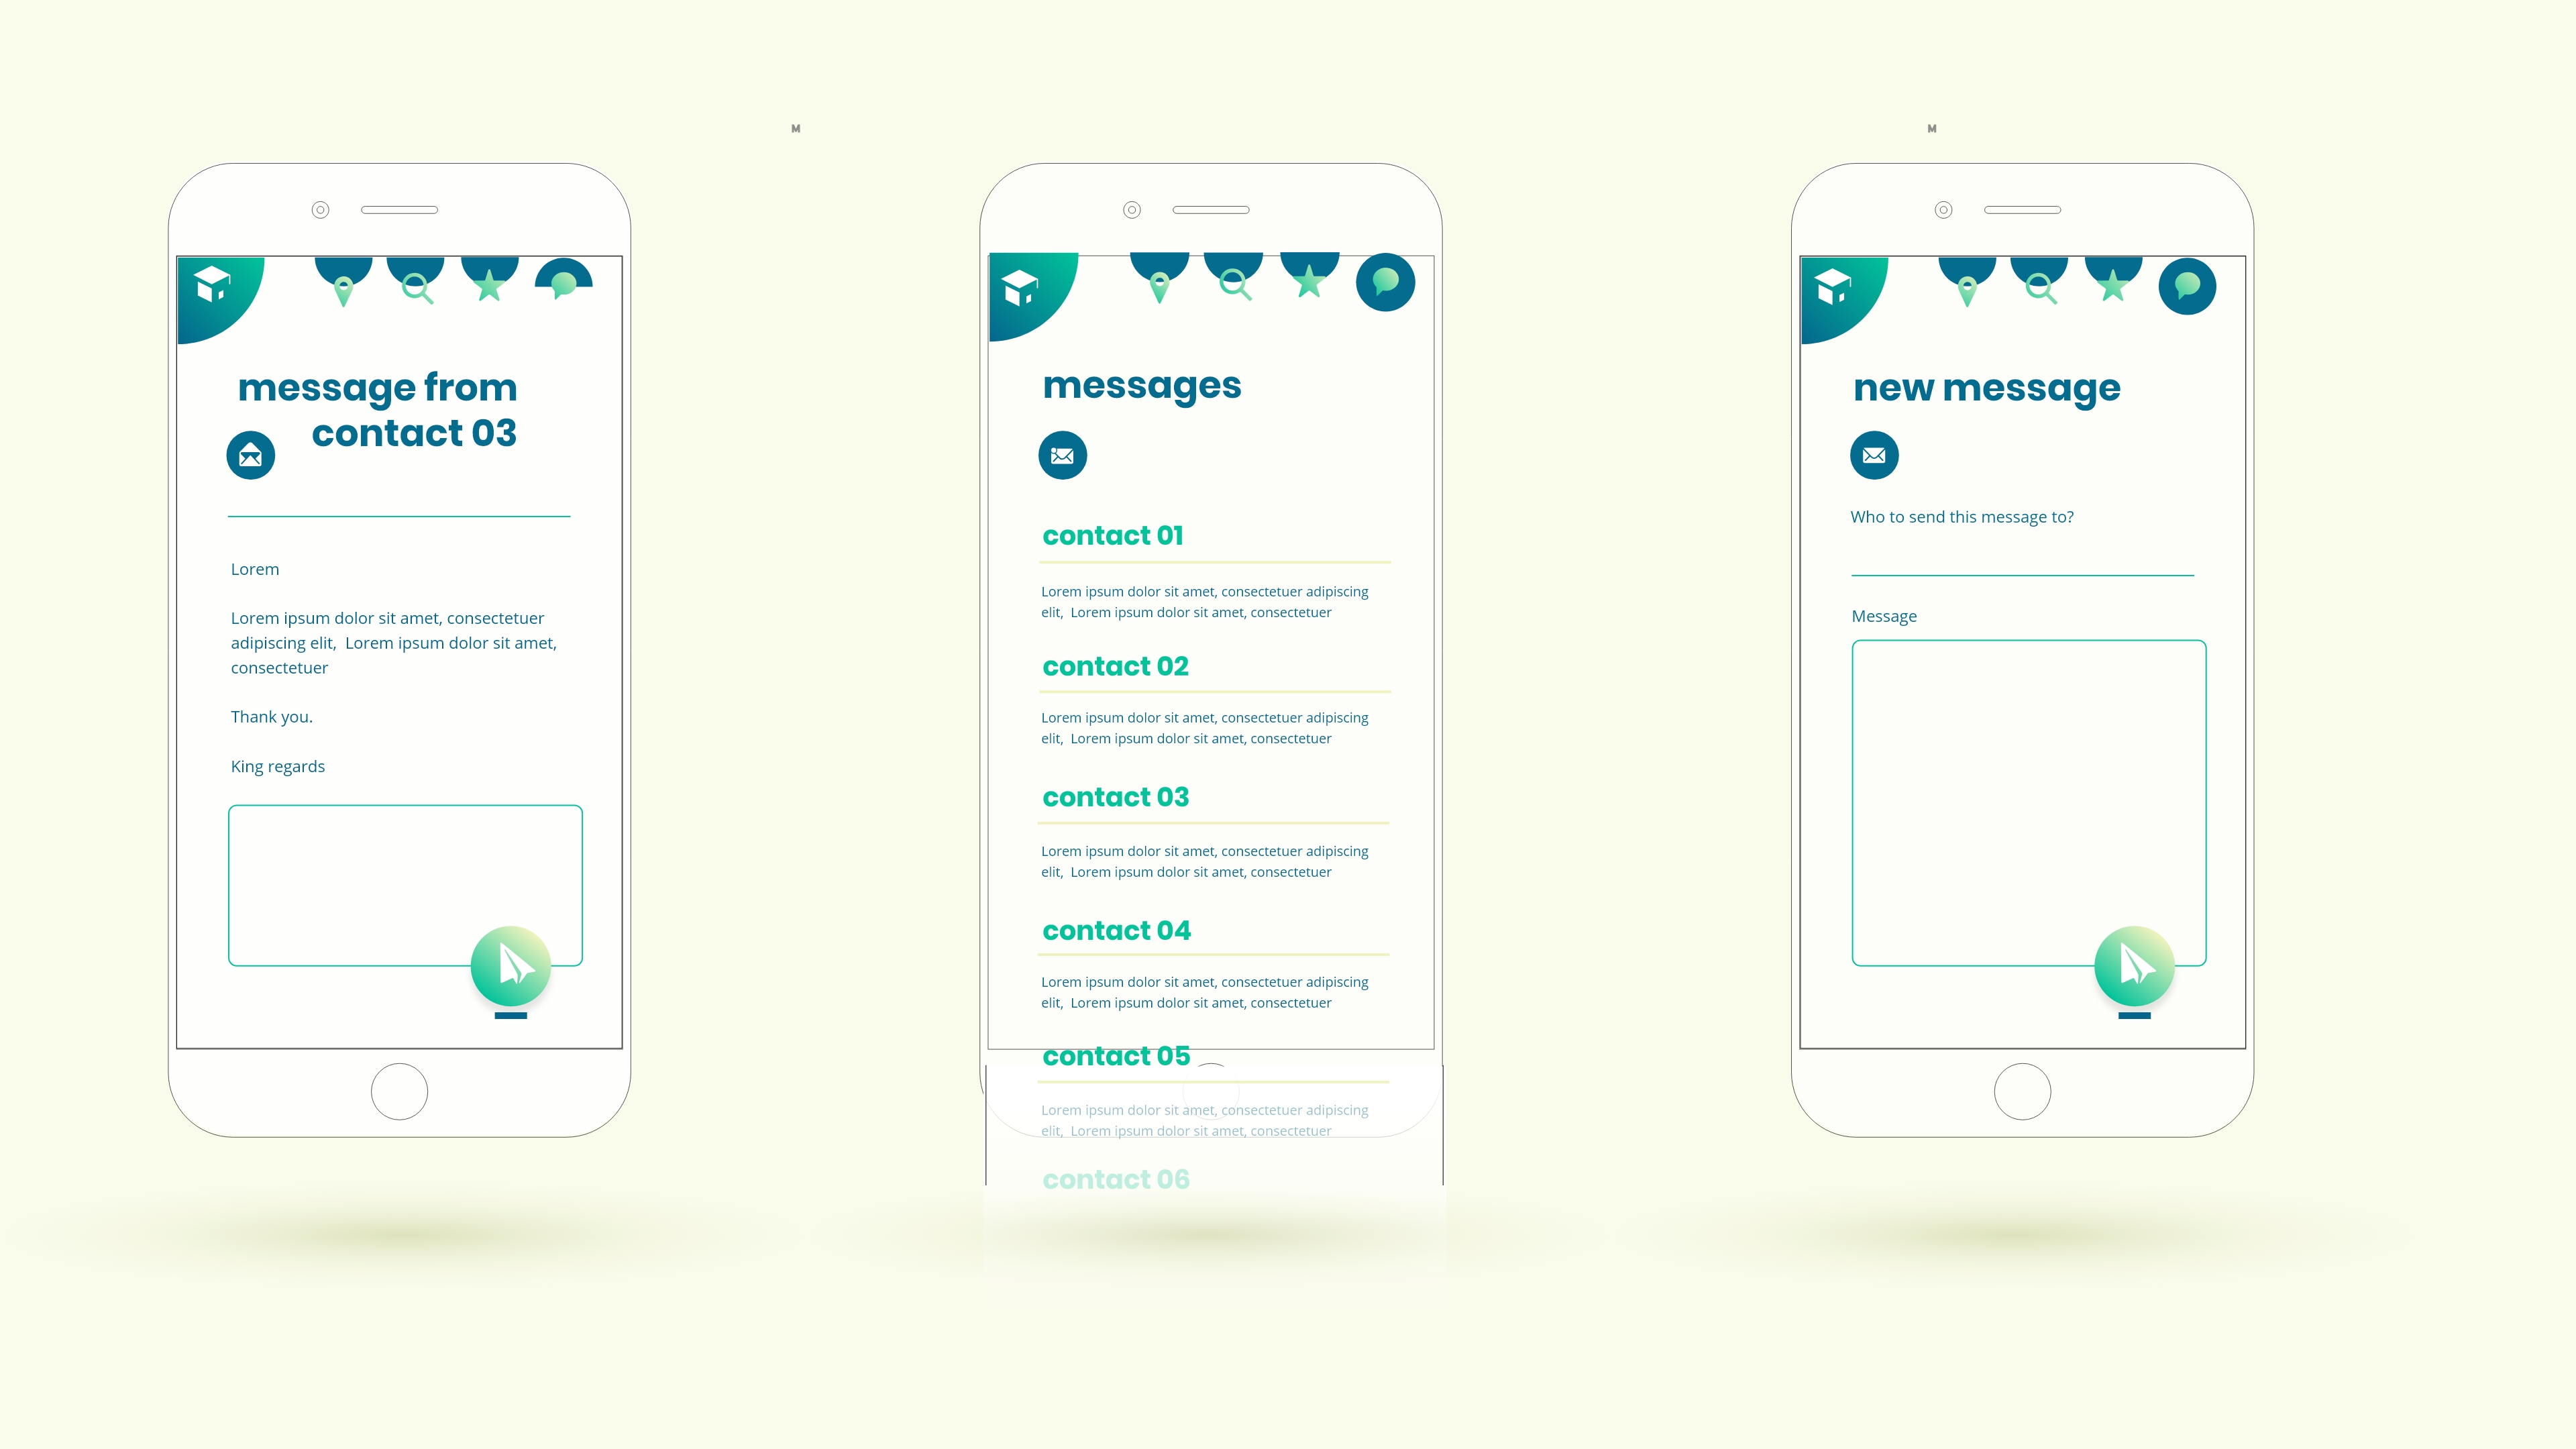 M
M
message from
contact 03
Lorem
Lorem ipsum dolor sit amet, consectetuer
adipiscing elit,  Lorem ipsum dolor sit amet,
consectetuer
Thank you.
King regards
messages
contact 01
Lorem ipsum dolor sit amet, consectetuer adipiscing
elit,  Lorem ipsum dolor sit amet, consectetuer
contact 02
Lorem ipsum dolor sit amet, consectetuer adipiscing
elit,  Lorem ipsum dolor sit amet, consectetuer
contact 03
Lorem ipsum dolor sit amet, consectetuer adipiscing
elit,  Lorem ipsum dolor sit amet, consectetuer
contact 04
Lorem ipsum dolor sit amet, consectetuer adipiscing
elit,  Lorem ipsum dolor sit amet, consectetuer
contact 05
Lorem ipsum dolor sit amet, consectetuer adipiscing
elit,  Lorem ipsum dolor sit amet, consectetuer
contact 06
new message
Who to send this message to?
Message